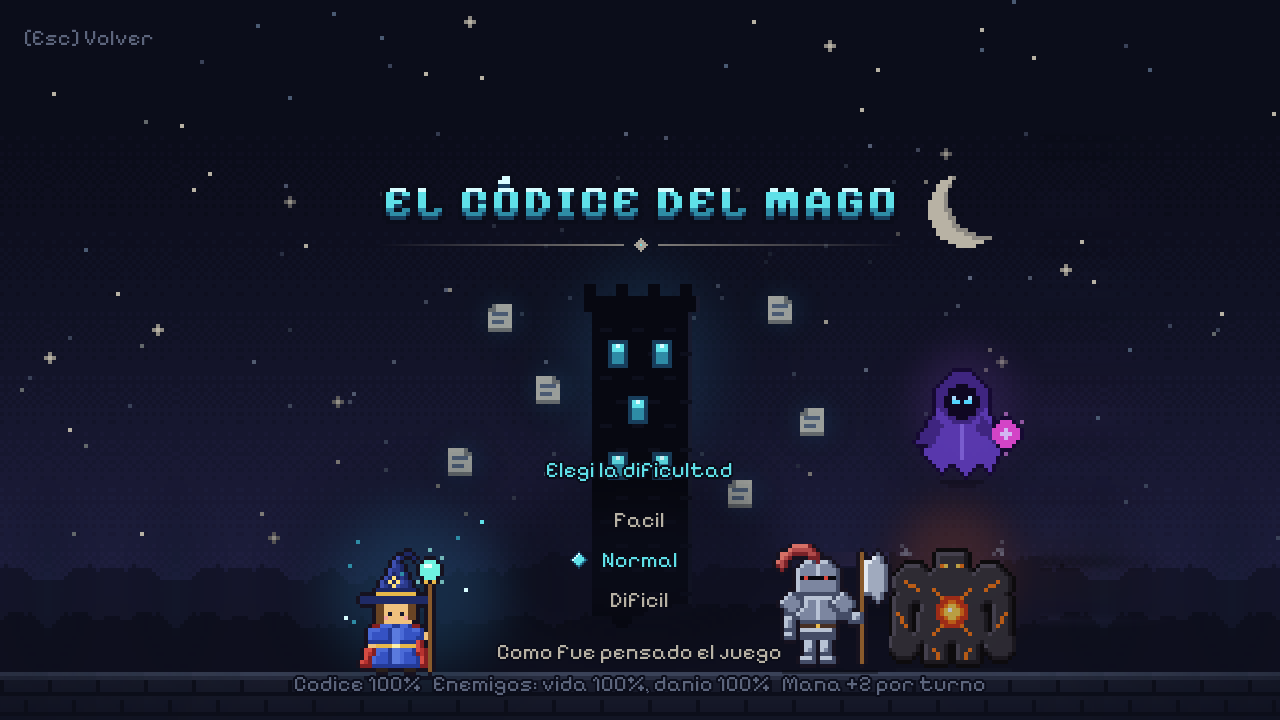 (Esc) Volver
EL CÓDICE DEL MAGO
Elegi la dificultad
Facil
Normal
Dificil
Como fue pensado el juego
Codice 100% Enemigos: vida 100%, danio 100% Mana +2 por turno